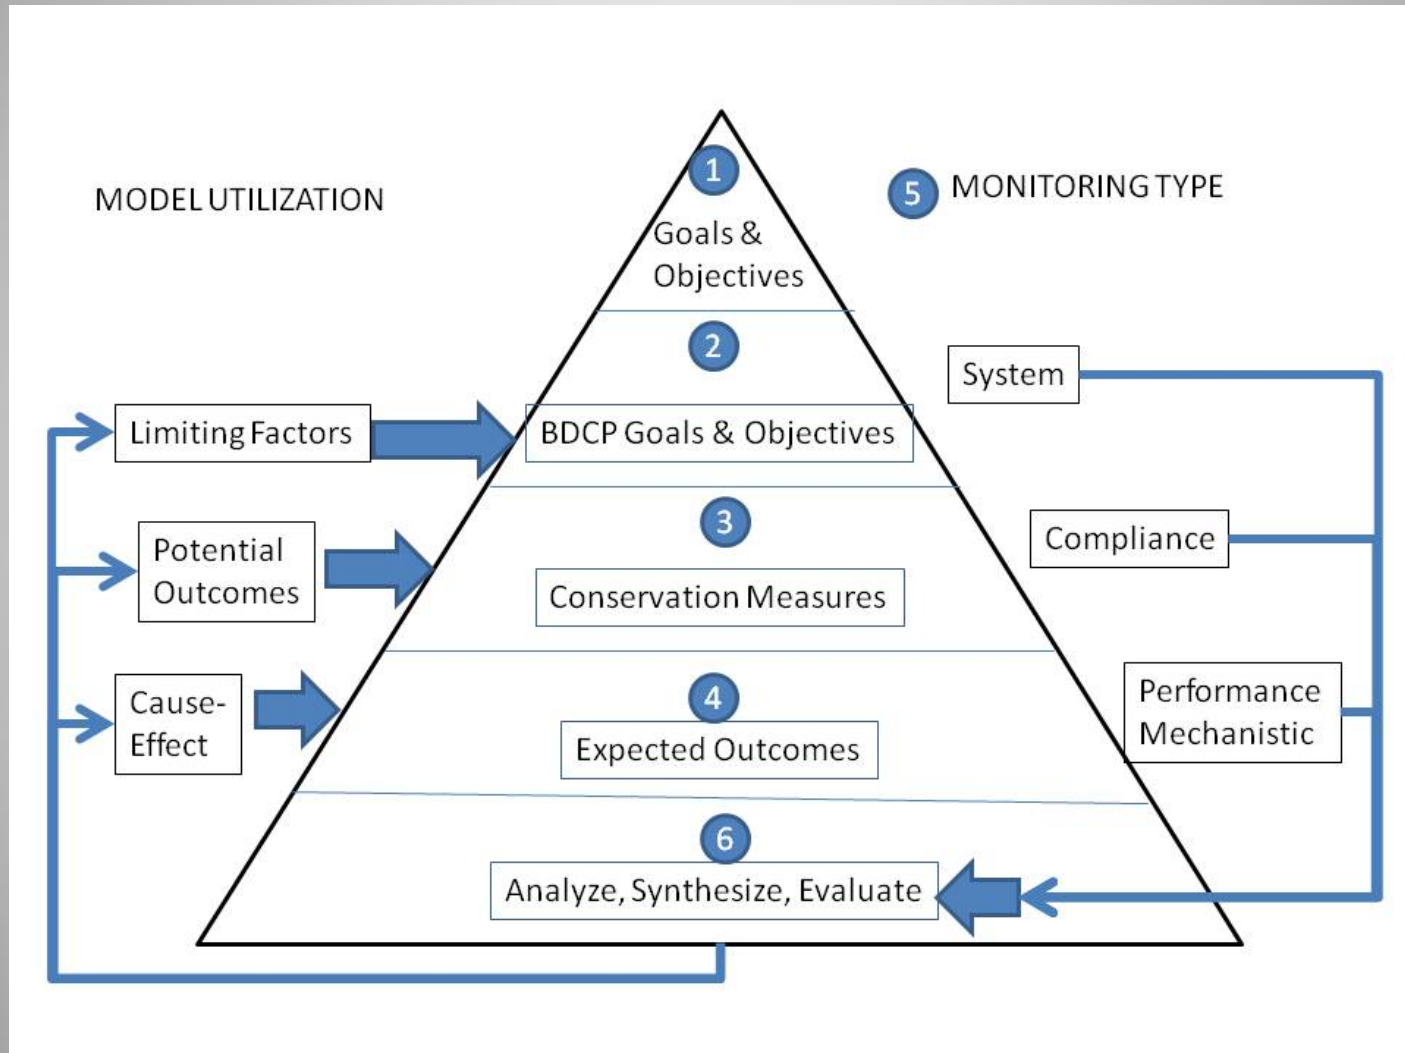 MODEL UTILIZATION
1
Goals &
Objectives
5
MONITORING TYPE
2
System
Limiting Factors
BDCP Goals & Objectives
3
Potential
Outcomes
Compliance
Conservation Measures
4
Cause-
Effect
Performance
Mechanistic
Expected Outcomes
6
Analyze, Synthesize, Evaluate